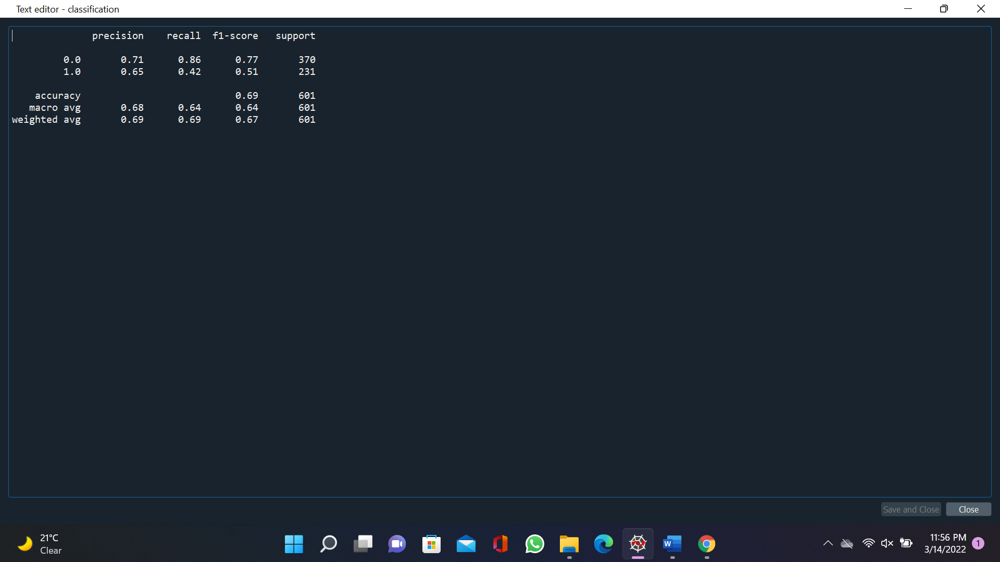 Text editor - classification
precision recall f1-score support
0.0 0.71 0.86 0.77 370
1.0 0.65 0.42 0.51 231
accuracy 0.69 601
macro avg 0.68 0.64 0.64 601
weighted avg 0.69 0.69 0.67 601
Save and Close Close
21°C
Clear
W
11:56 PM
3/14/2022
1